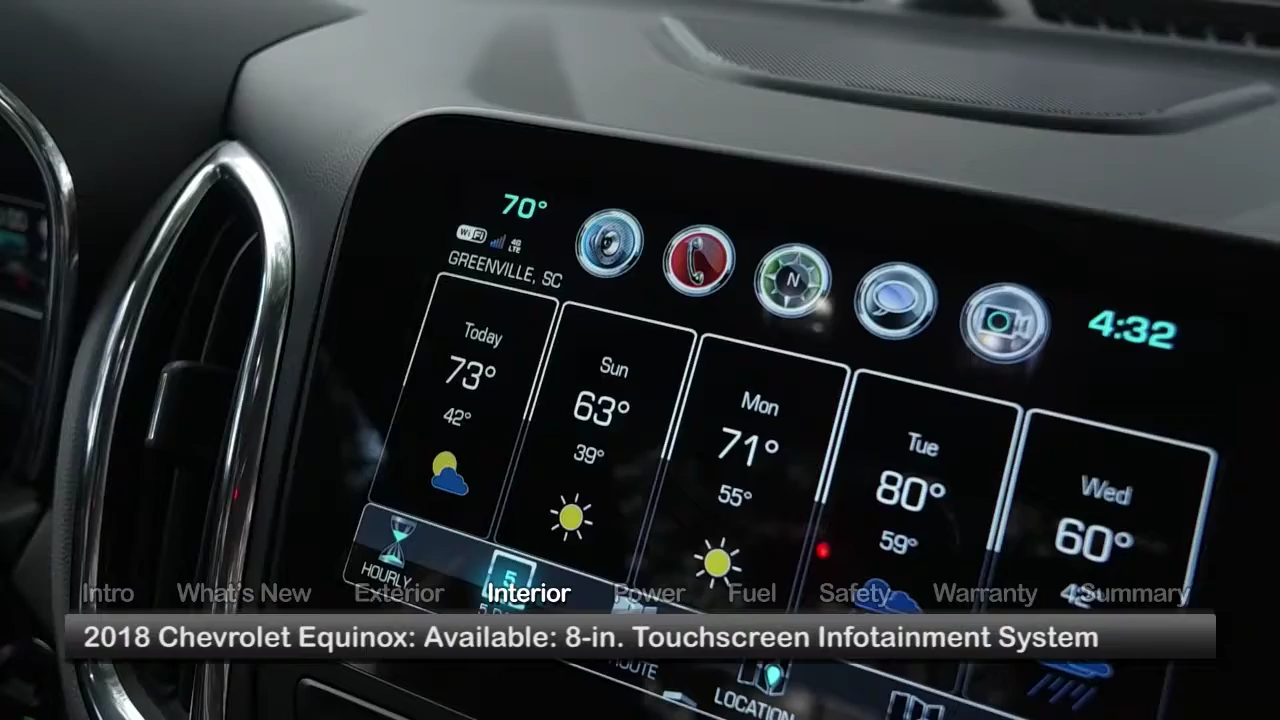 70°
WiFi 4G LTE
GREENVILLE, SC
N
4:32
Today
73°
42°
Sun
63°
39°
Mon
71°
55°
Tue
80°
59°
Wed
60°
42°
HOURLY
5
LOCATION
Intro What's New Exterior Interior Power Fuel Safety Warranty Summary
2018 Chevrolet Equinox: Available: 8-in. Touchscreen Infotainment System